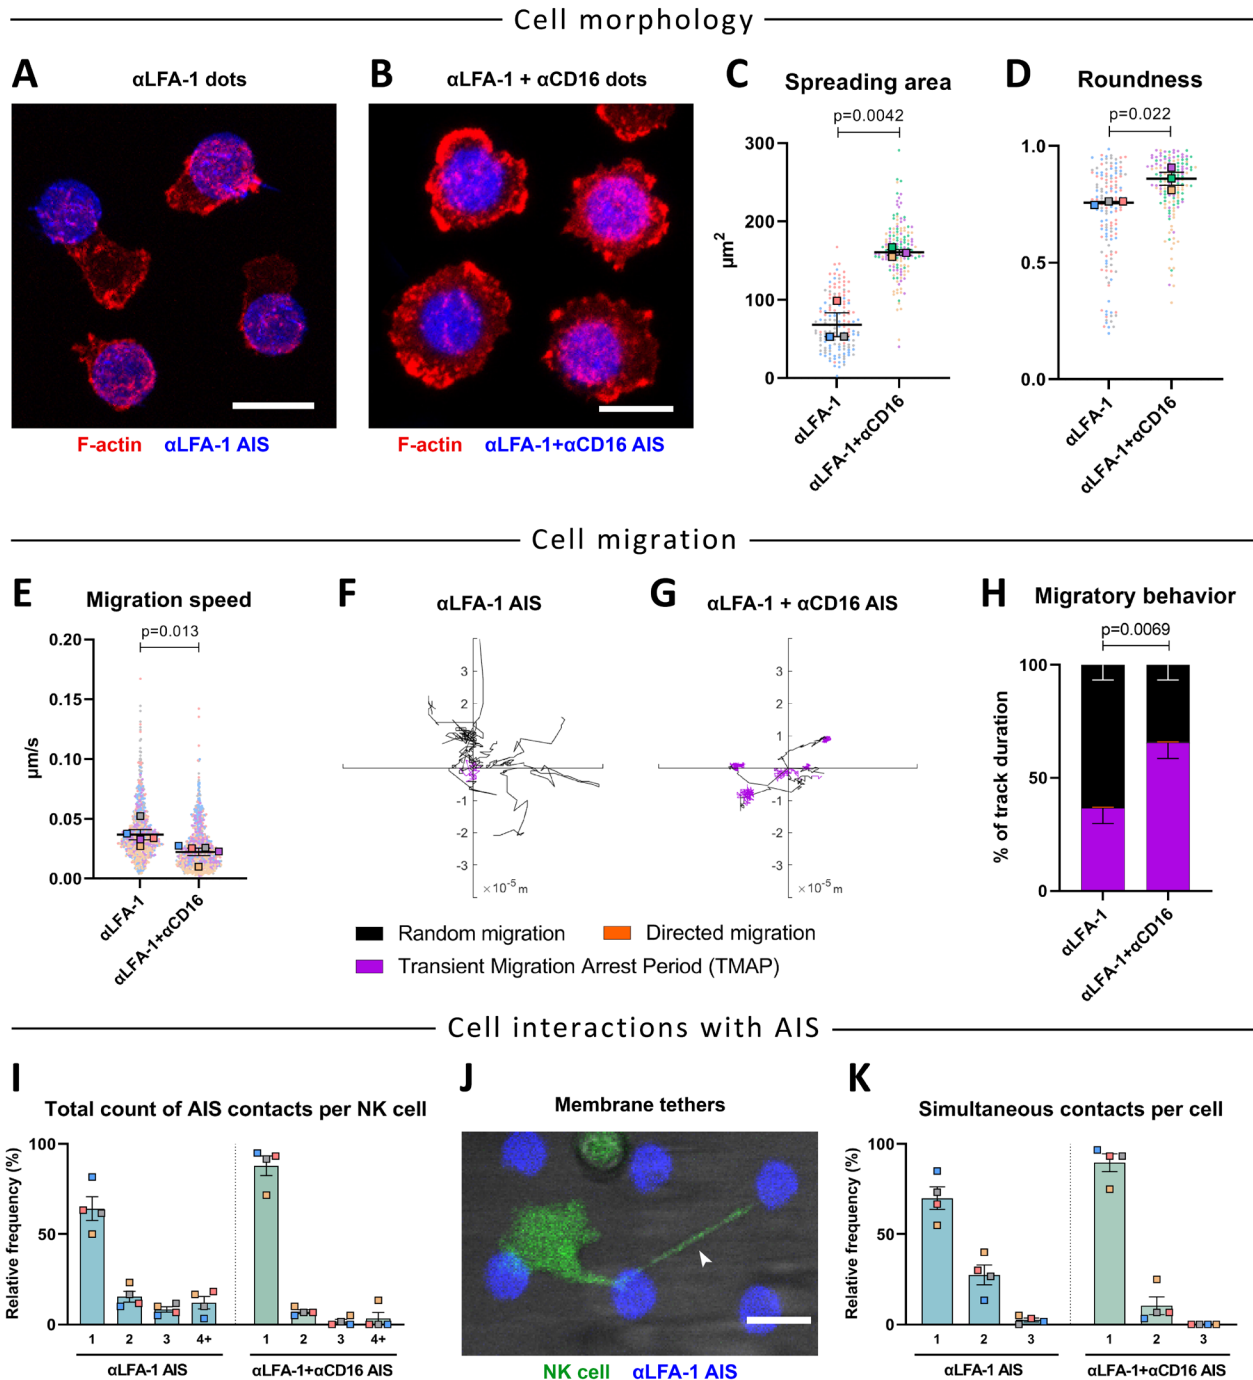 Cell morphology
A
αLFA-1 dots
F-actin αLFA-1 AIS
B
αLFA-1 + αCD16 dots
F-actin αLFA-1+αCD16 AIS
C
Spreading area
p=0.0042
µm²
300
200
100
0
αLFA-1
αLFA-1+αCD16
D
Roundness
p=0.022
1.0
0.5
0.0
αLFA-1
αLFA-1+αCD16
Cell migration
E
Migration speed
p=0.013
µm/s
0.20
0.15
0.10
0.05
0.00
αLFA-1
αLFA-1+αCD16
F
αLFA-1 AIS
3
2
-1
-2
-3
×10⁻⁵ m
G
αLFA-1 + αCD16 AIS
3
2
1
-1
-2
-3
×10⁻⁵ m
Random migration
Directed migration
Transient Migration Arrest Period (TMAP)
H
Migratory behavior
p=0.0069
% of track duration
100
50
0
αLFA-1
αLFA-1+αCD16
Cell interactions with AIS
I
Total count of AIS contacts per NK cell
Relative frequency (%)
100
50
0
1 2 3 4+ 1 2 3 4+
αLFA-1 AIS αLFA-1+αCD16 AIS
J
Membrane tethers
NK cell αLFA-1 AIS
K
Simultaneous contacts per cell
Relative frequency (%)
100
50
0
1 2 3 1 2 3
αLFA-1 AIS αLFA-1+αCD16 AIS